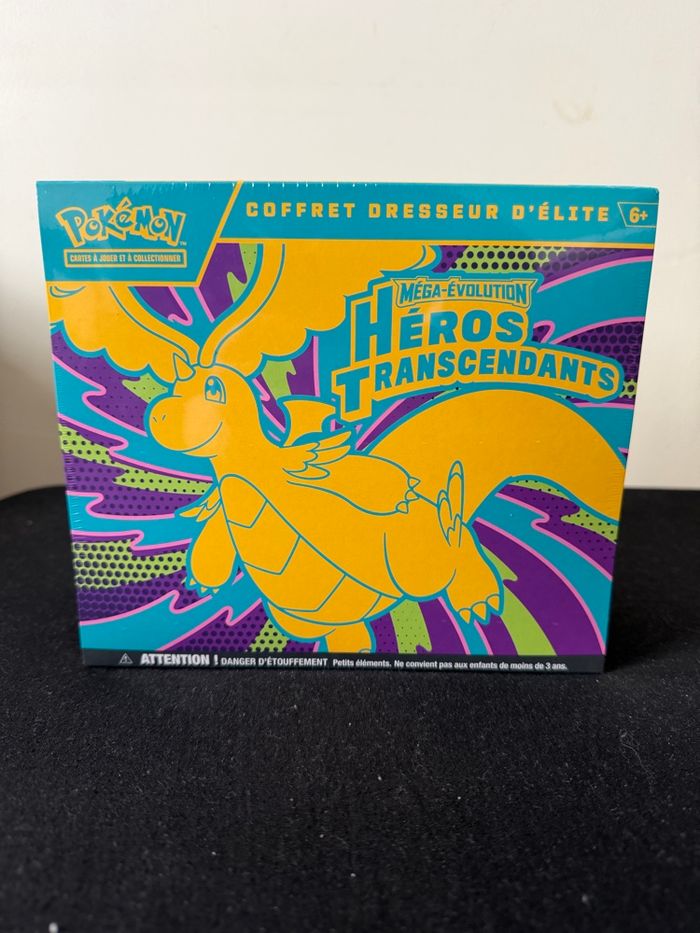 POKéMON™
CARTES À JOUER ET À COLLECTIONNER
COFFRET DRESSEUR D'ÉLITE
6+
MÉGA-ÉVOLUTION
HÉROS
TRANSCENDANTS
ATTENTION ! DANGER D'ÉTOUFFEMENT Petits éléments. Ne convient pas aux enfants de moins de 3 ans.